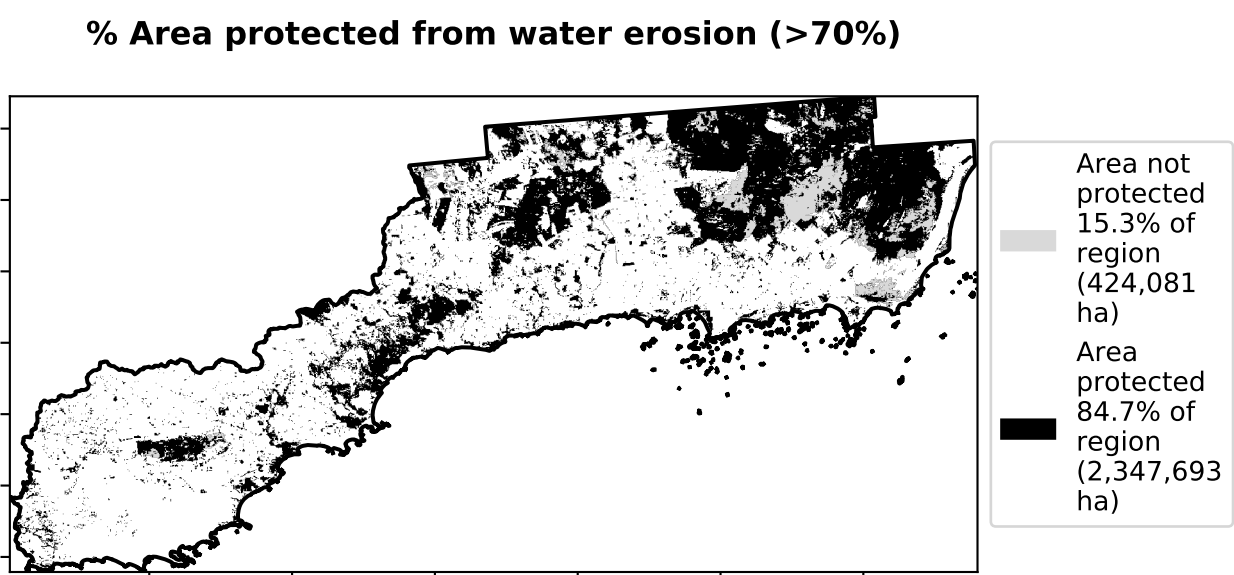 % Area protected from water erosion (>70%)
Area not
protected
15.3% of
region
(424,081
ha)
Area
protected
84.7% of
region
(2,347,693
ha)